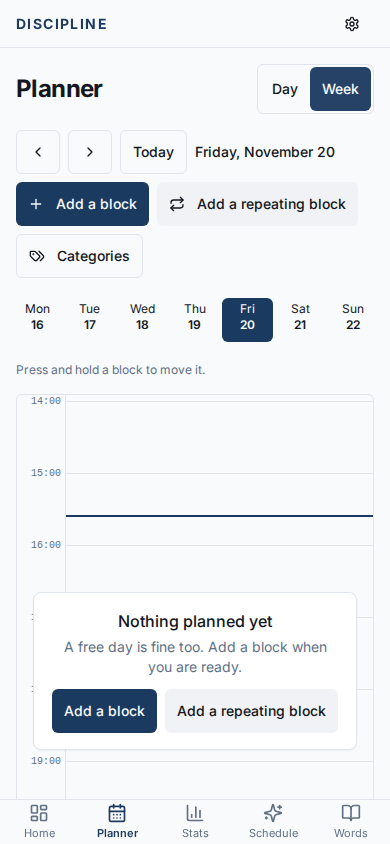 DISCIPLINE
Planner
Day
Week
Today
Friday, November 20
Add a block
Add a repeating block
Categories
Mon
16
Tue
17
Wed
18
Thu
19
Fri
20
Sat
21
Sun
22
Press and hold a block to move it.
14:00
15:00
16:00
Nothing planned yet
A free day is fine too. Add a block when
you are ready.
Add a block
Add a repeating block
19:00
Home
Planner
Stats
Schedule
Words